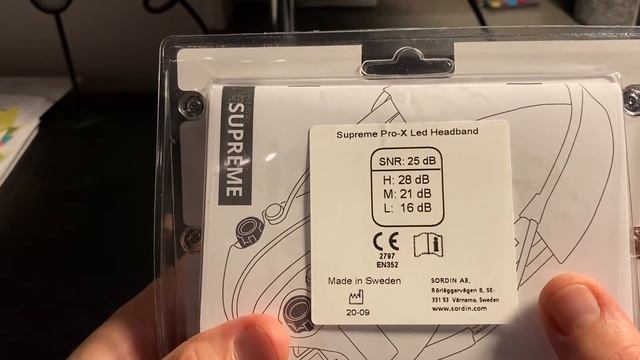 SUPREME
Supreme Pro-X Led Headband
SNR: 25 dB
H: 28 dB
M: 21 dB
L: 16 dB
CE
2797
EN352
Made in Sweden
20-09
SORDIN AB,
Rörläggarvägen 8, SE-
331 53 Värnamo, Sweden
www.sordin.com